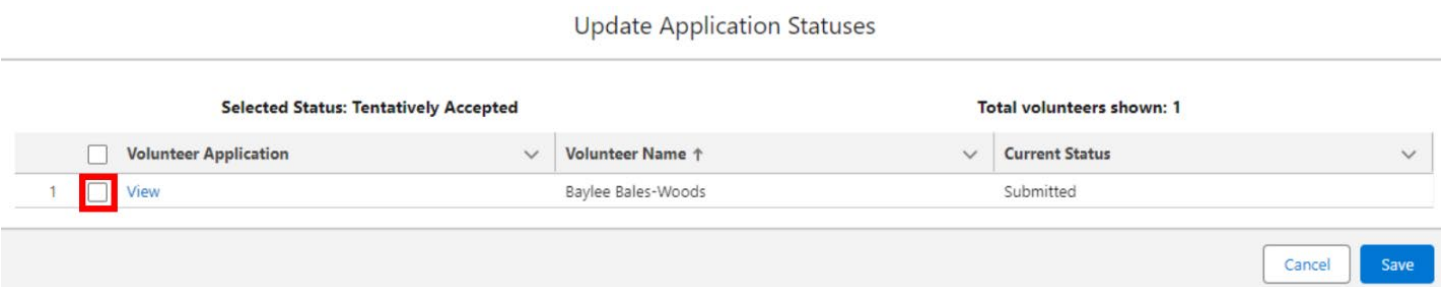 Update Application Statuses
Selected Status: Tentatively Accepted Total volunteers shown: 1
Volunteer Application Volunteer Name ↑ Current Status
1 View Baylee Bales-Woods Submitted
Cancel Save